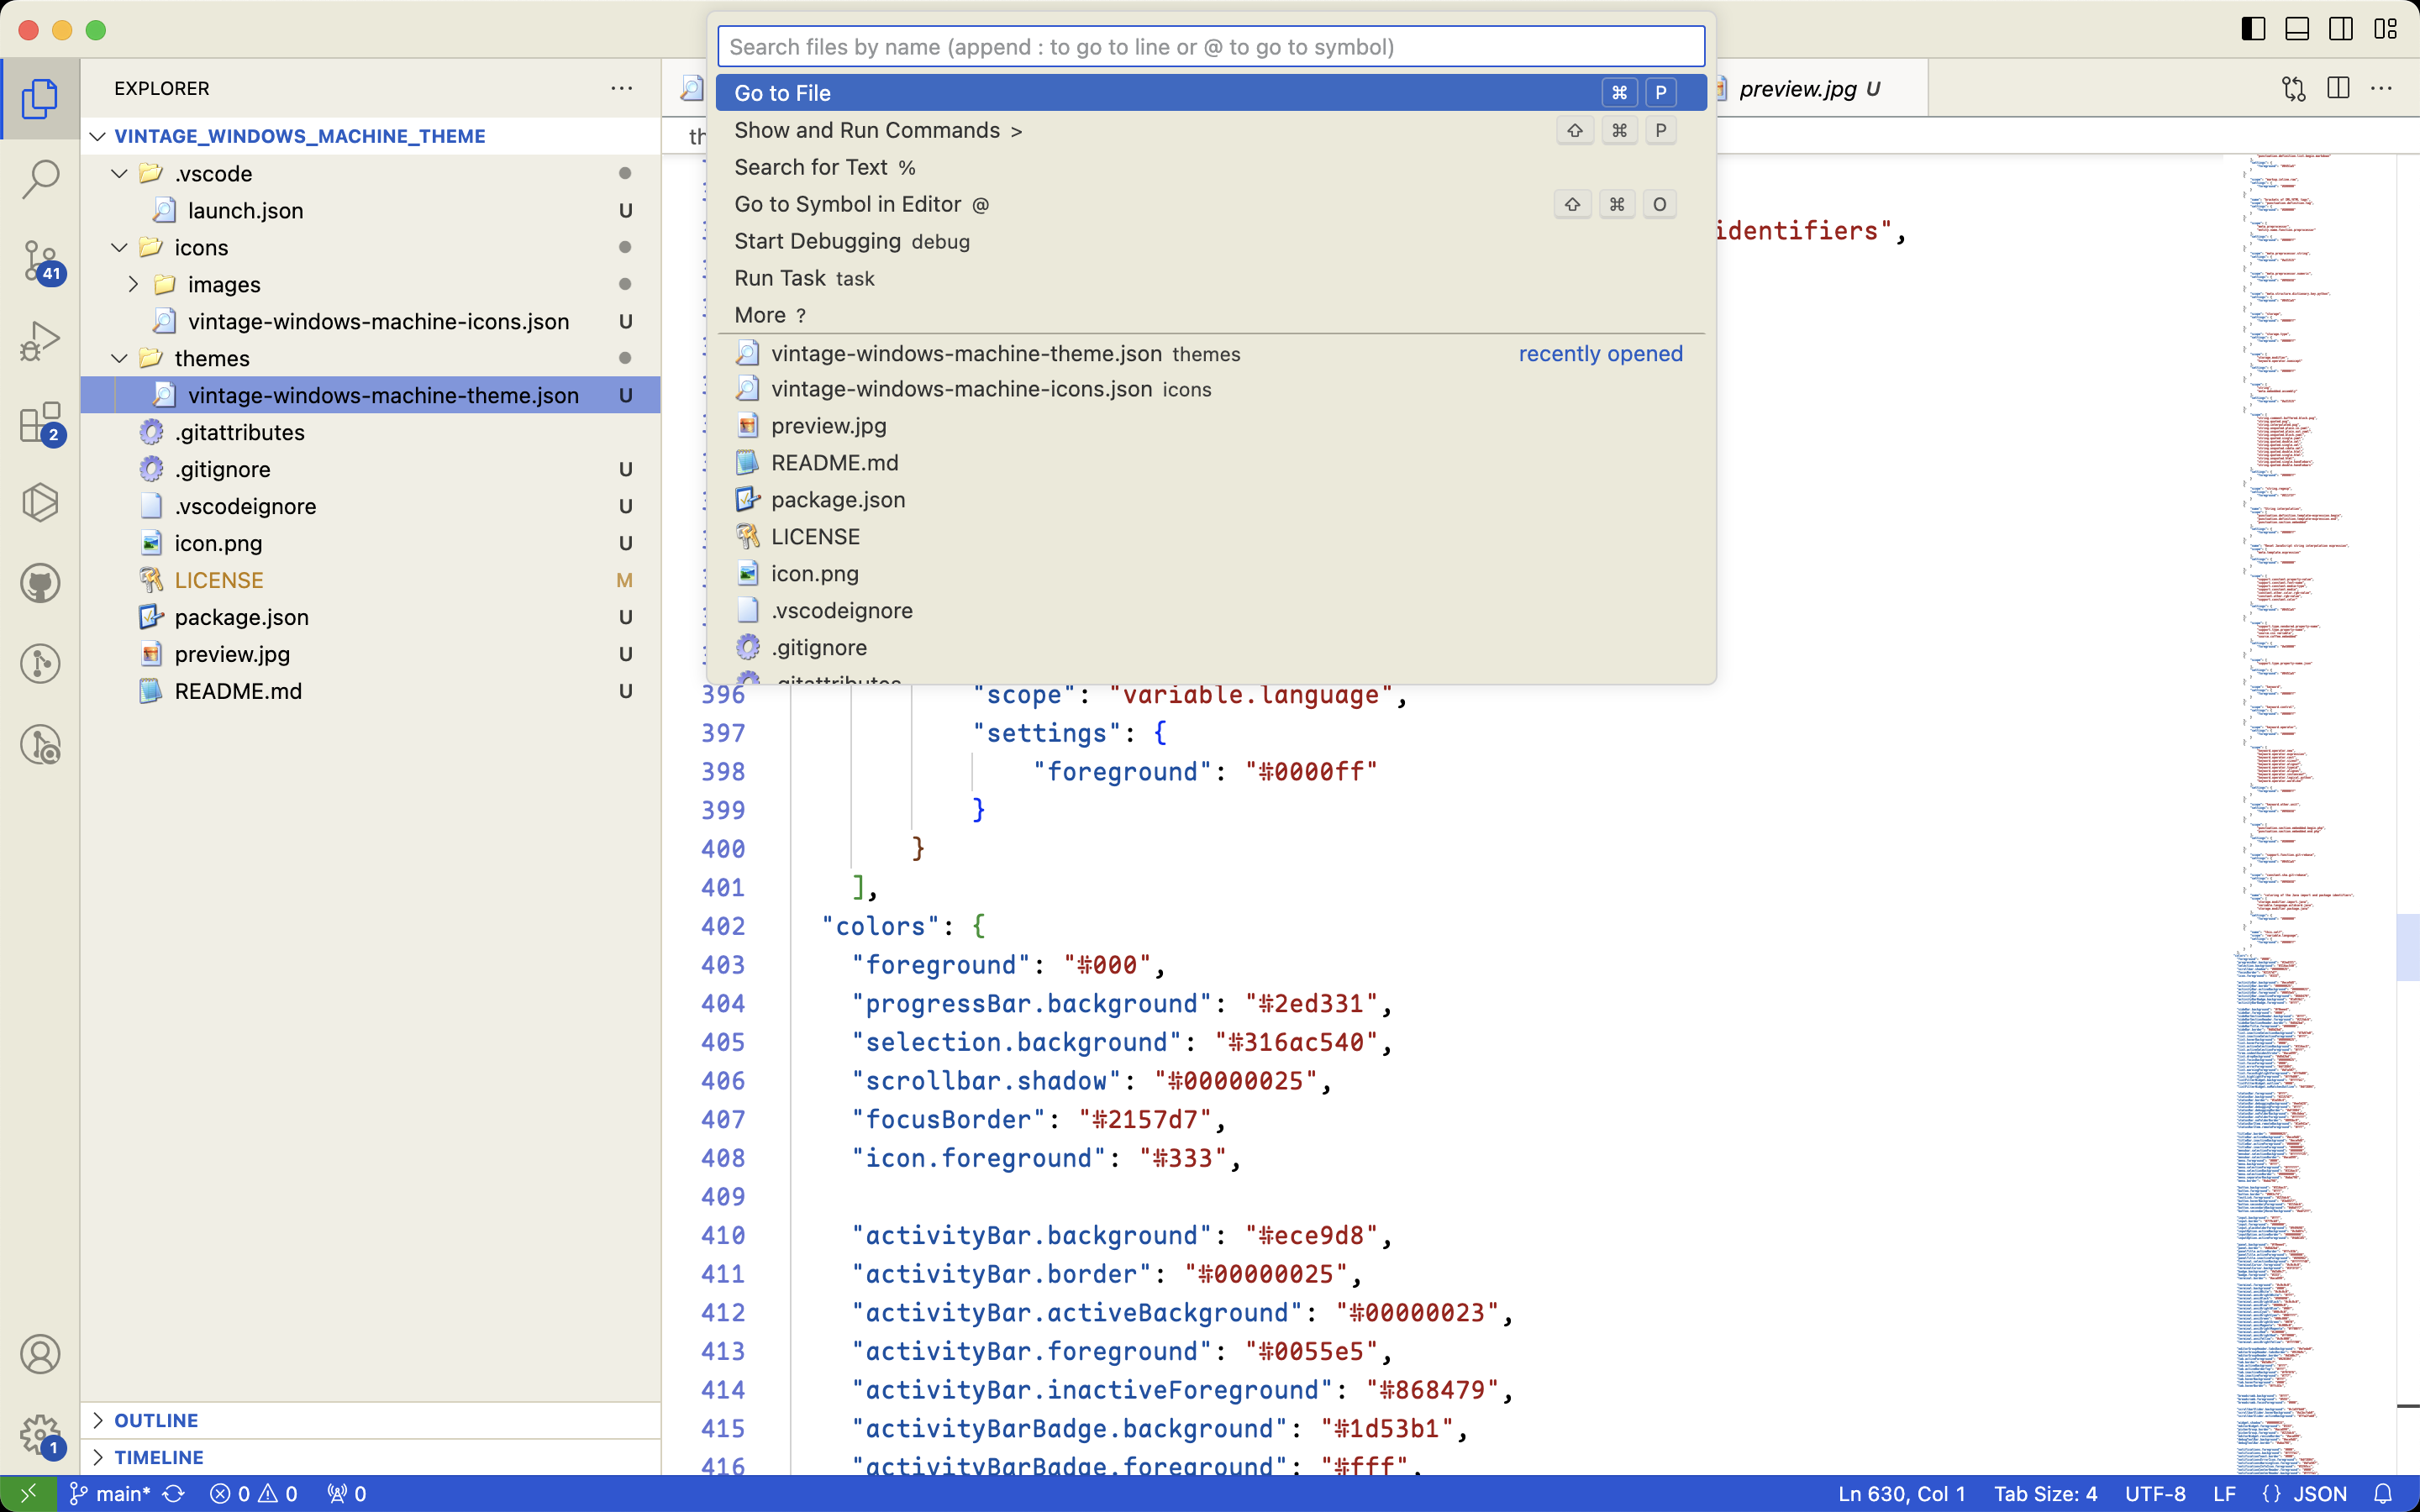 Search files by name (append : to go to line or @ to go to symbol)
Go to File ⌘ P
Show and Run Commands > ⇧ ⌘ P
Search for Text %
Go to Symbol in Editor @ ⇧ ⌘ O
Start Debugging debug
Run Task task
More ?
vintage-windows-machine-theme.json themes recently opened
vintage-windows-machine-icons.json icons
preview.jpg
README.md
package.json
LICENSE
icon.png
.vscodeignore
.gitignore
.gitattributes
EXPLORER
VINTAGE_WINDOWS_MACHINE_THEME
.vscode
launch.json U
icons
images
vintage-windows-machine-icons.json U
themes
vintage-windows-machine-theme.json U
.gitattributes
.gitignore U
.vscodeignore U
icon.png U
LICENSE M
package.json U
preview.jpg U
README.md U
OUTLINE
TIMELINE
41
2
1
preview.jpg U
th
identifiers",
396 "scope": "variable.language",
397 "settings": {
398 "foreground": "#0000ff"
399 }
400 }
401 ],
402 "colors": {
403 "foreground": "#000",
404 "progressBar.background": "#2ed331",
405 "selection.background": "#316ac540",
406 "scrollbar.shadow": "#00000025",
407 "focusBorder": "#2157d7",
408 "icon.foreground": "#333",
409
410 "activityBar.background": "#ece9d8",
411 "activityBar.border": "#00000025",
412 "activityBar.activeBackground": "#00000023",
413 "activityBar.foreground": "#0055e5",
414 "activityBar.inactiveForeground": "#868479",
415 "activityBarBadge.background": "#1d53b1",
416 "activityBarBadge.foreground": "#fff",
main* 0 0 0
Ln 630, Col 1 Tab Size: 4 UTF-8 LF {} JSON